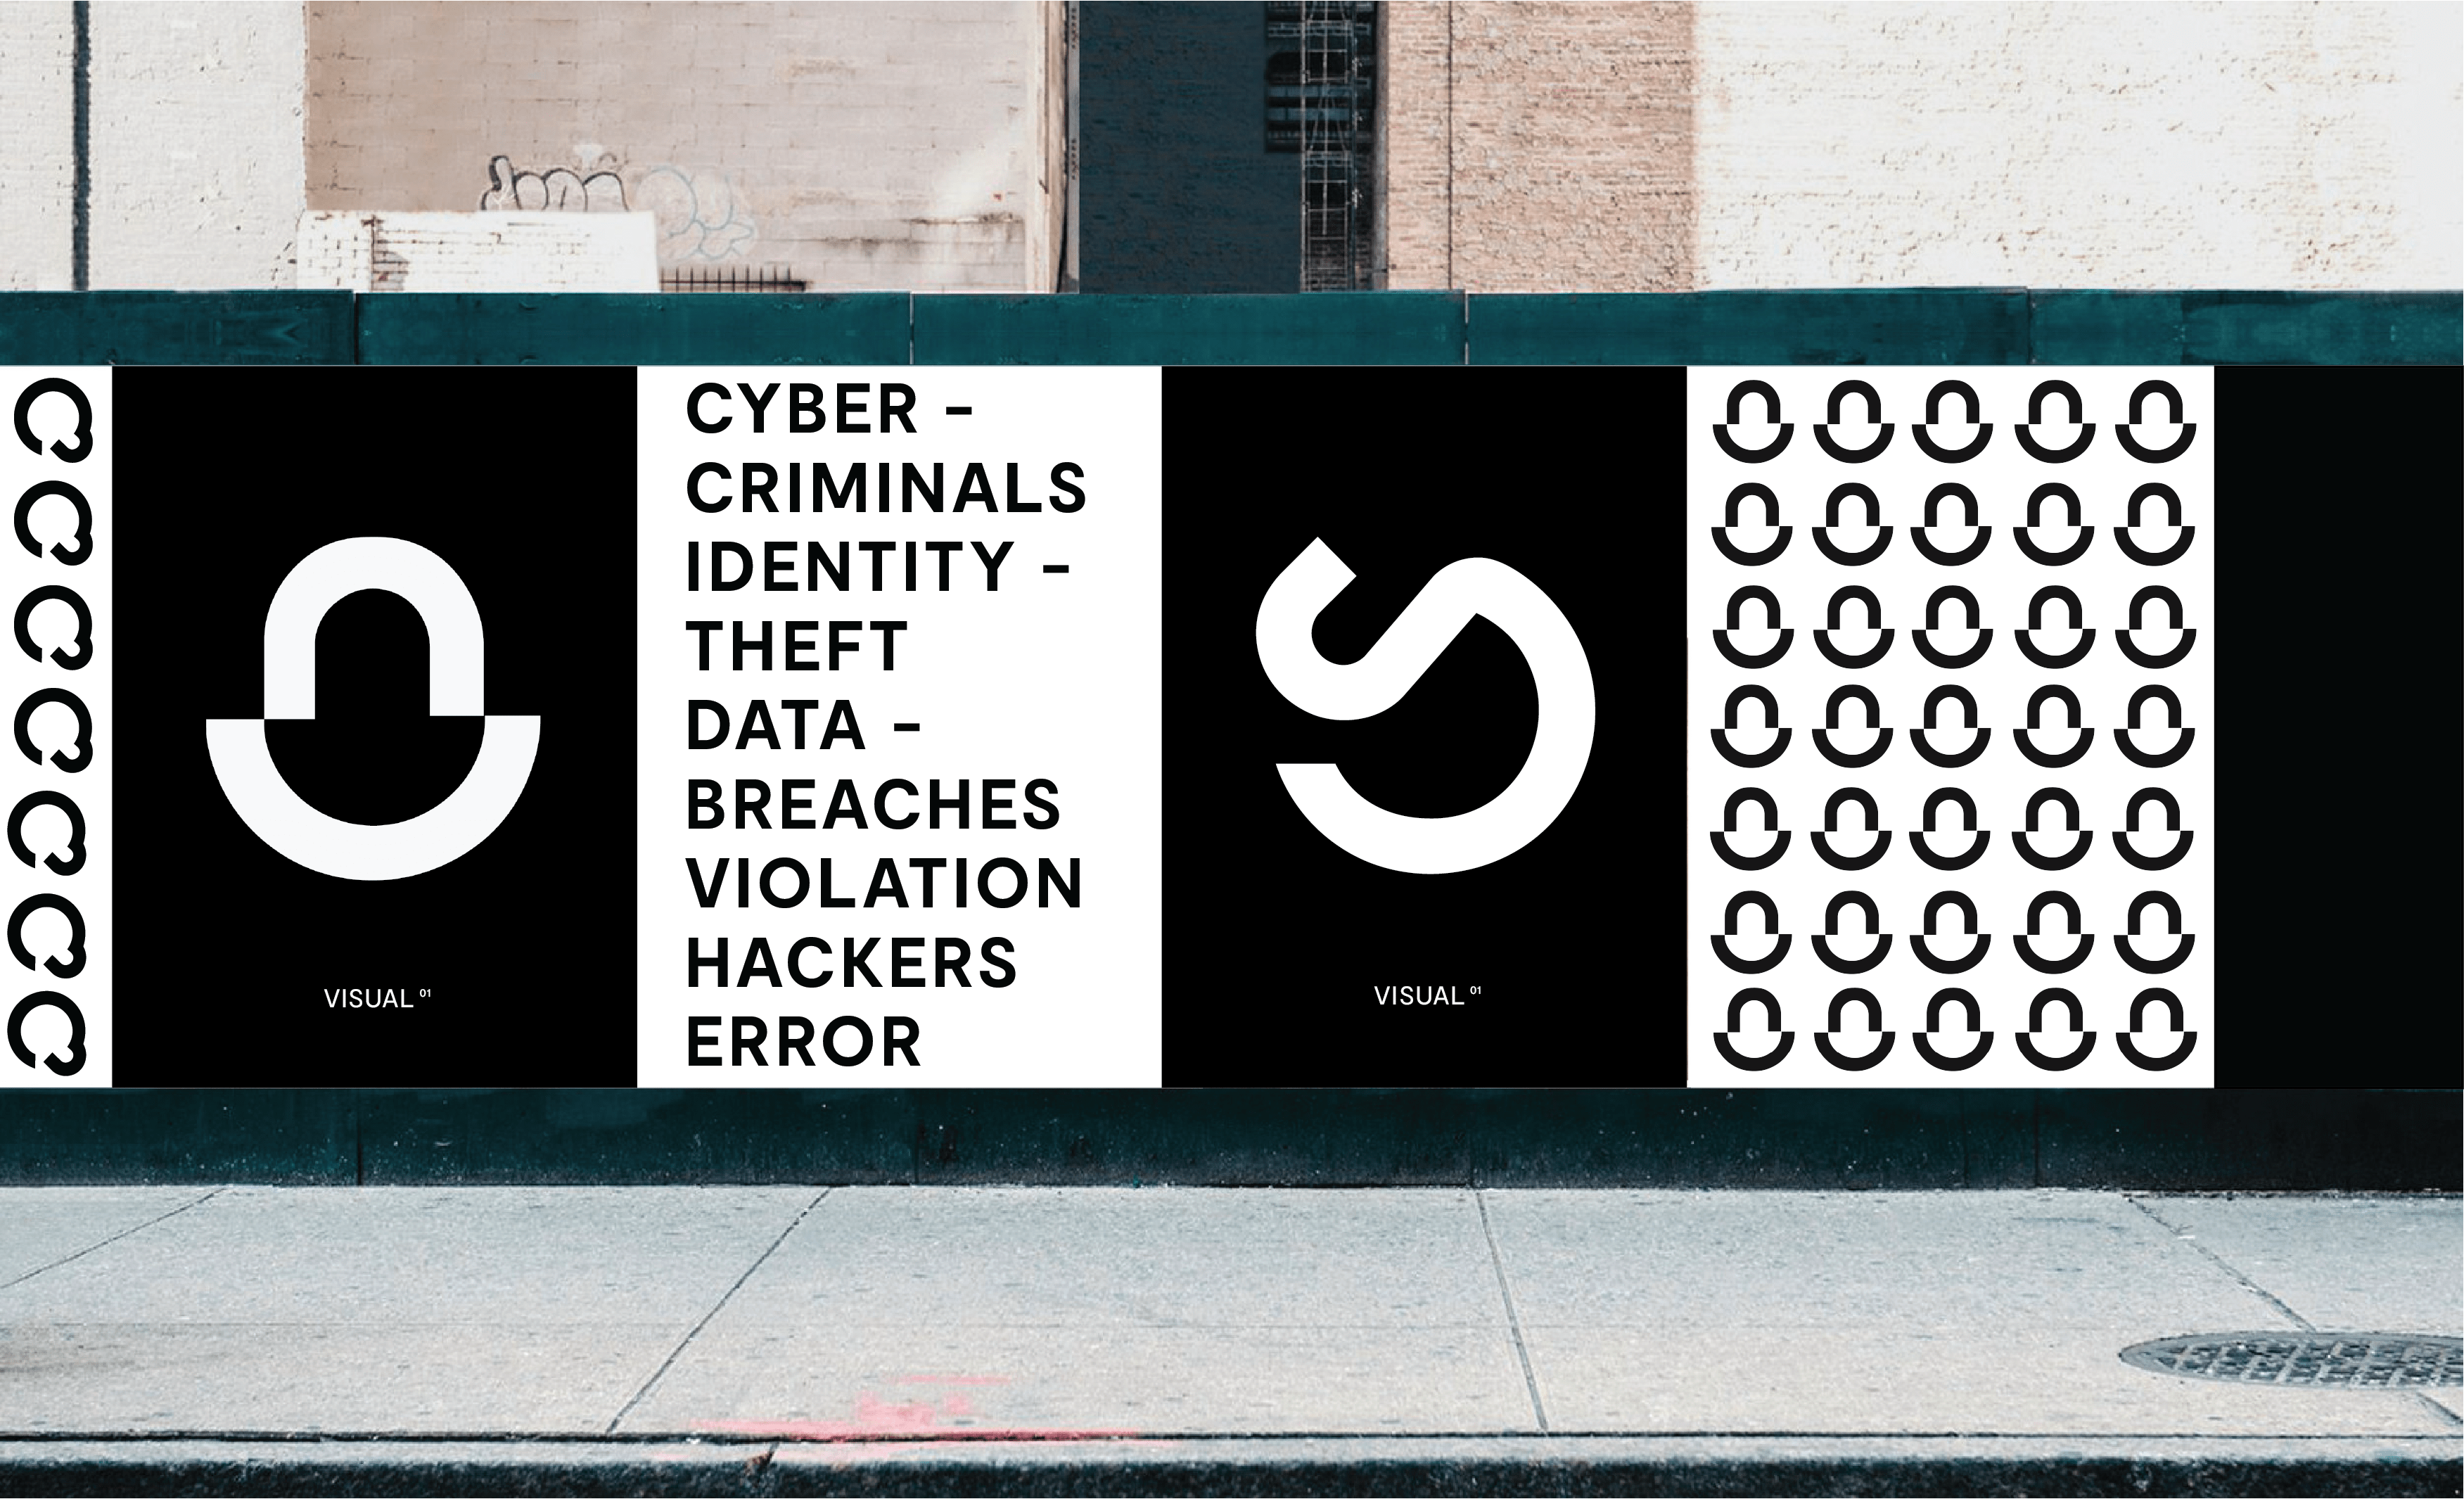 VISUAL 01
CYBER -
CRIMINALS
IDENTITY -
THEFT
DATA -
BREACHES
VIOLATION
HACKERS
ERROR
VISUAL 01